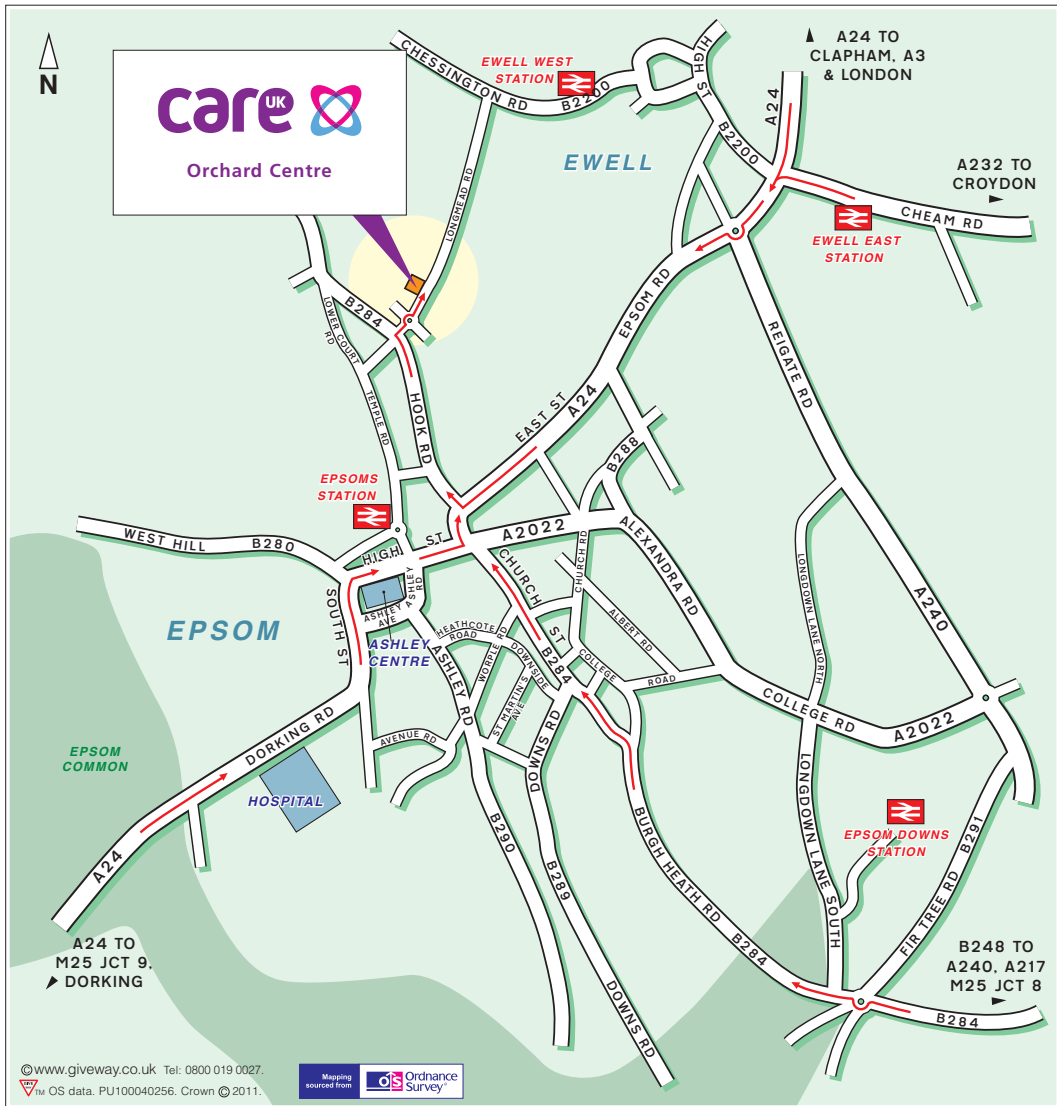 N
care UK
Orchard Centre
CHESSINGTON RD
B2200
EWELL WEST
STATION
HIGH ST
B2200
A24 TO
CLAPHAM, A3
& LONDON
A24
EWELL
A232 TO
CROYDON
CHEAM RD
EWELL EAST
STATION
LONGMEAD RD
B284
LOWER COURT
RD
TEMPLE RD
HOOK RD
EPSOM RD
A24
EAST ST
REIGATE RD
A240
B288
EPSOMS
STATION
WEST HILL
B280
HIGH ST
A2022
ALEXANDRA RD
CHURCH RD
ALBERT RD
LONGDOWN LANE NORTH
ASHLEY
RD
ASHLEY
AVE
SOUTH ST
EPSOM
ASHLEY
CENTRE
HEATHCOTE
ROAD
WORPLE RD
DOWNSIDE
ST MARTIN'S
AVE
CHURCH ST
B284
COLLEGE
ROAD
COLLEGE RD
A2022
ASHLEY RD
AVENUE RD
DOWNS RD
DORKING RD
EPSOM
COMMON
HOSPITAL
A24
B290
B289
DOWNS RD
BURGH HEATH RD
B284
LONGDOWN LANE SOUTH
EPSOM DOWNS
STATION
FIR TREE RD
B291
A24 TO
M25 JCT 9,
DORKING
B248 TO
A240, A217
M25 JCT 8
B284
© www.giveway.co.uk Tel: 0800 019 0027.
TM OS data. PU100040256. Crown © 2011.
Mapping
sourced from
OS Ordnance
Survey®